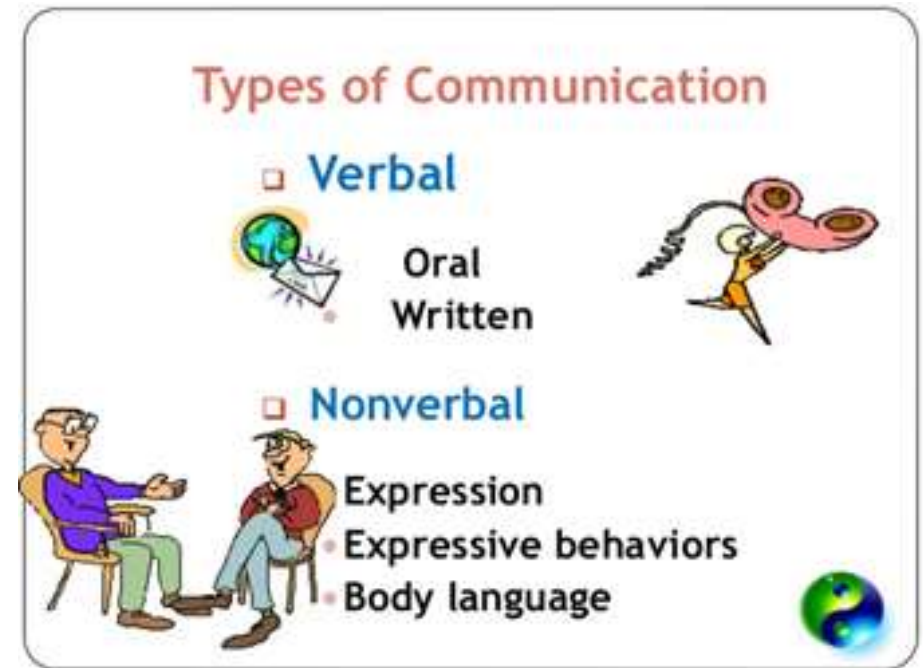 Types of Communication
Verbal
Oral
Written
Nonverbal
Expression
Expressive behaviors
Body language